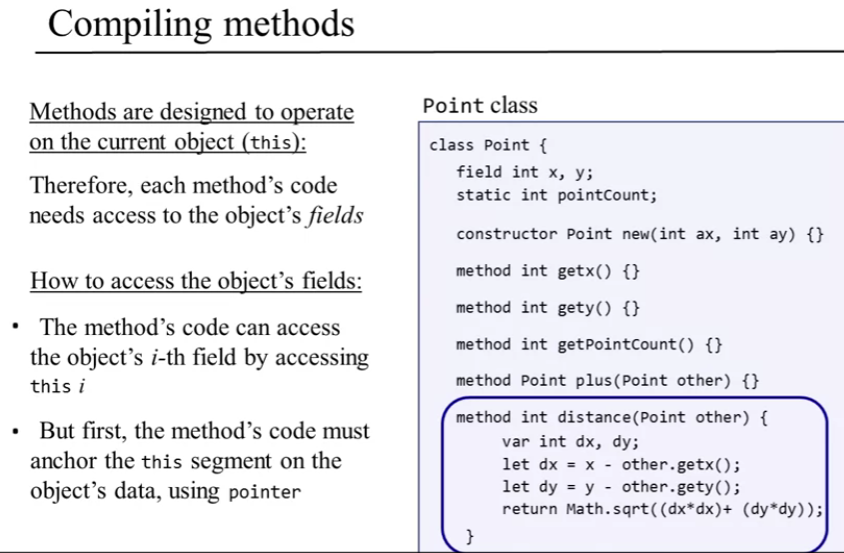 Compiling methods
Methods are designed to operate
on the current object (this):
Therefore, each method's code
needs access to the object's fields
How to access the object's fields:
• The method's code can access
the object's i-th field by accessing
this i
• But first, the method's code must
anchor the this segment on the
object's data, using pointer
Point class
class Point {
field int x, y;
static int pointCount;
constructor Point new(int ax, int ay) {}
method int getx() {}
method int gety() {}
method int getPointCount() {}
method Point plus(Point other) {}
method int distance(Point other) {
var int dx, dy;
let dx = x - other.getx();
let dy = y - other.gety();
return Math.sqrt((dx*dx)+ (dy*dy));
}